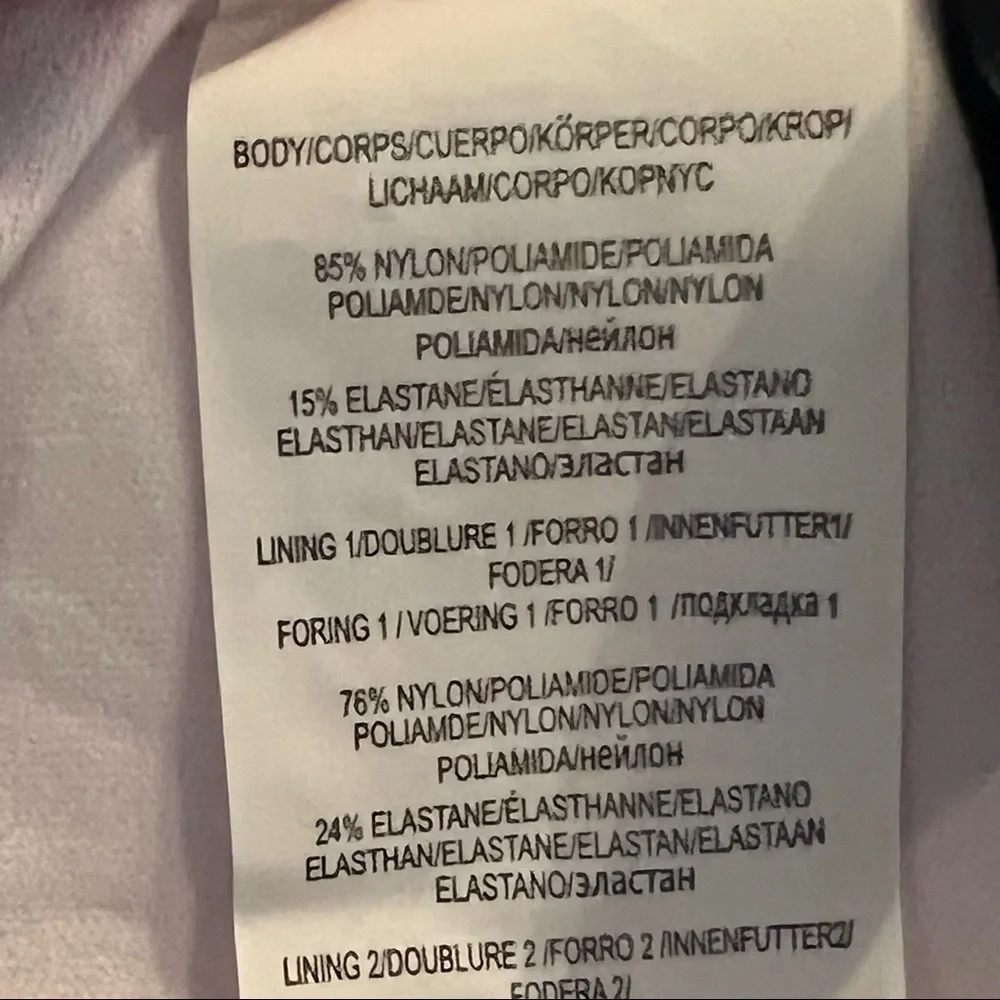 BODY/CORPS/CUERPO/KÖRPER/CORPO/KROP/
LICHAAM/CORPO/КОРПУС
85% NYLON/POLIAMIDE/POLIAMIDA
POLIAMDE/NYLON/NYLON/NYLON
POLIAMIDA/нейлон
15% ELASTANE/ÉLASTHANNE/ELASTANO
ELASTHAN/ELASTANE/ELASTAN/ELASTAAN
ELASTANO/эластан
LINING 1/DOUBLURE 1 /FORRO 1 /INNENFUTTER1/
FODERA 1/
FORING 1 / VOERING 1 /FORRO 1 /подкладка 1
76% NYLON/POLIAMIDE/POLIAMIDA
POLIAMDE/NYLON/NYLON/NYLON
POLIAMIDA/нейлон
24% ELASTANE/ÉLASTHANNE/ELASTANO
ELASTHAN/ELASTANE/ELASTAN/ELASTAAN
ELASTANO/эластан
LINING 2/DOUBLURE 2 /FORRO 2 /INNENFUTTER2/
FODERA 2/